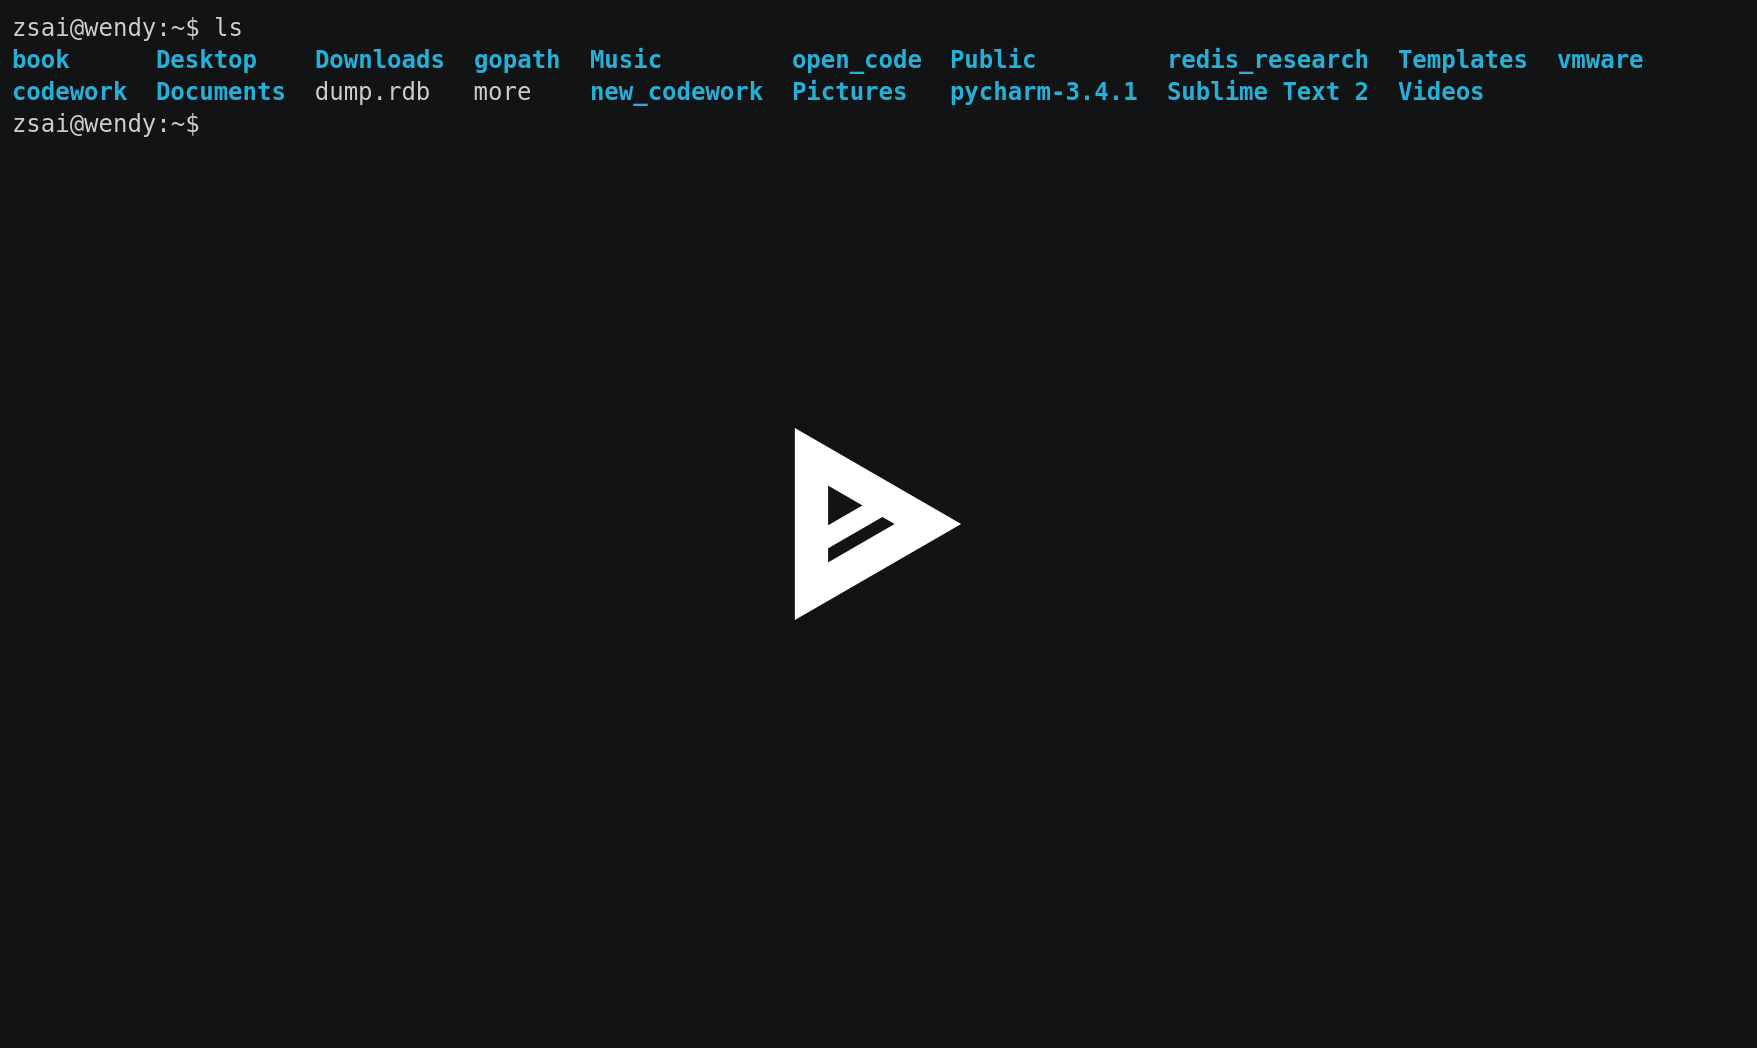 zsai@wendy:~$ ls
book      Desktop    Downloads  gopath  Music         open_code  Public         redis_research  Templates  vmware
codework  Documents  dump.rdb   more    new_codework  Pictures   pycharm-3.4.1  Sublime Text 2  Videos
zsai@wendy:~$